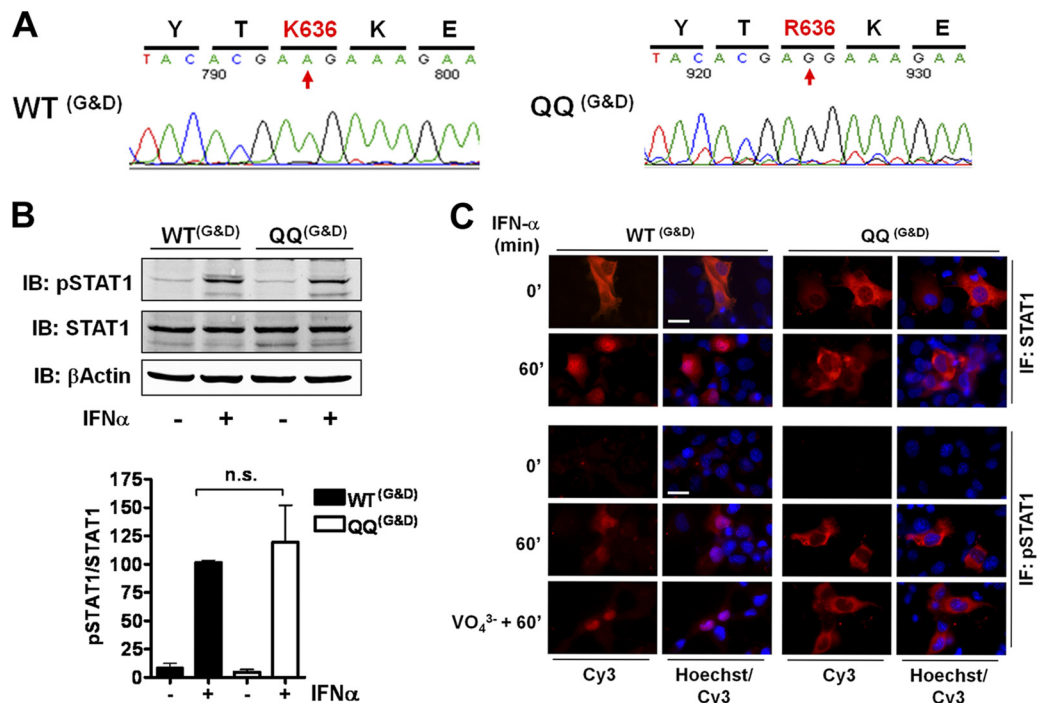 A
Y T K636 K E
T A C A C G A A G A A A G A A
790 800
WT (G&D)
Y T R636 K E
T A C A C G A G G A A A G A A
920 930
QQ (G&D)
B
WT(G&D) QQ(G&D)
IB: pSTAT1
IB: STAT1
IB: βActin
IFNα - + - +
n.s.
WT(G&D)
QQ(G&D)
pSTAT1/STAT1
175
150
125
100
75
50
25
0
- + - + IFNα
C
IFN-α
(min)
WT (G&D) QQ (G&D)
0'
60'
IF: STAT1
0'
60'
VO₄³⁻ + 60'
IF: pSTAT1
Cy3 Hoechst/ Cy3 Cy3 Hoechst/ Cy3